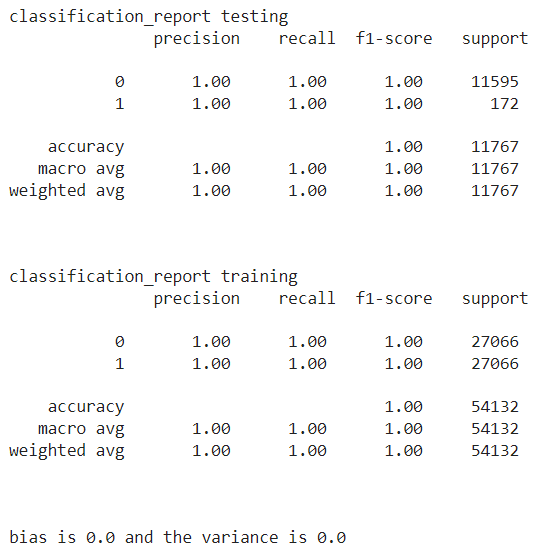 classification_report testing
precision recall f1-score support
0 1.00 1.00 1.00 11595
1 1.00 1.00 1.00 172
accuracy 1.00 11767
macro avg 1.00 1.00 1.00 11767
weighted avg 1.00 1.00 1.00 11767
classification_report training
precision recall f1-score support
0 1.00 1.00 1.00 27066
1 1.00 1.00 1.00 27066
accuracy 1.00 54132
macro avg 1.00 1.00 1.00 54132
weighted avg 1.00 1.00 1.00 54132
bias is 0.0 and the variance is 0.0